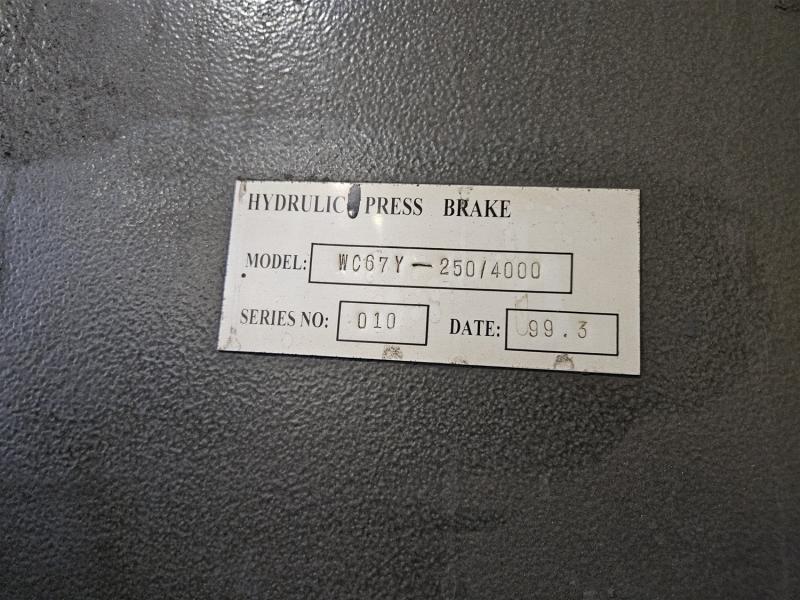 HYDRULIC PRESS BRAKE
MODEL: WC67Y-250/4000
SERIES NO: 010 DATE: 99.3